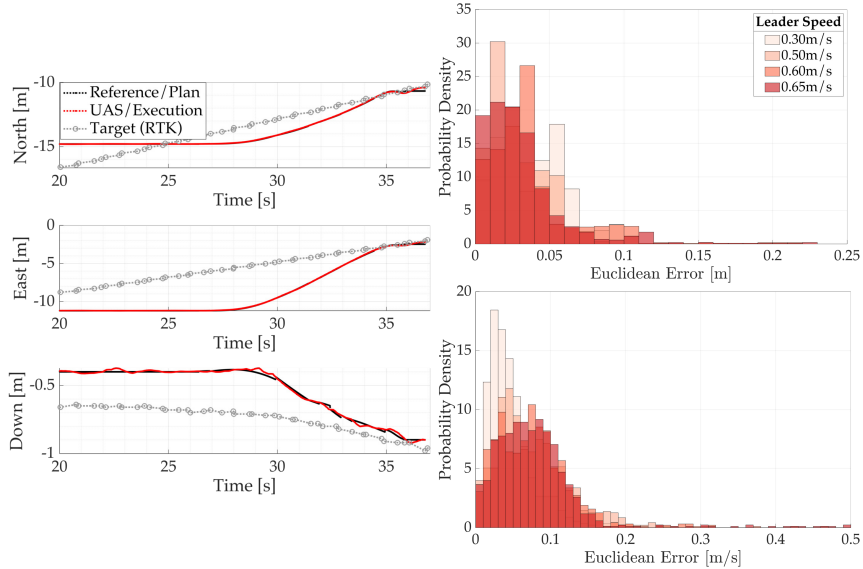 -10
-15
North [m]
Reference/Plan
UAS/Execution
Target (RTK)
20
25
30
35
Time [s]
0
-5
-10
East [m]
20
25
30
35
Time [s]
-0.5
-1
Down [m]
20
25
30
35
Time [s]
35
30
25
20
15
10
5
0
Probability Density
Leader Speed
0.30m/s
0.50m/s
0.60m/s
0.65m/s
0
0.05
0.1
0.15
0.2
0.25
Euclidean Error [m]
20
15
10
5
0
Probability Density
0
0.1
0.2
0.3
0.4
0.5
Euclidean Error [m/s]